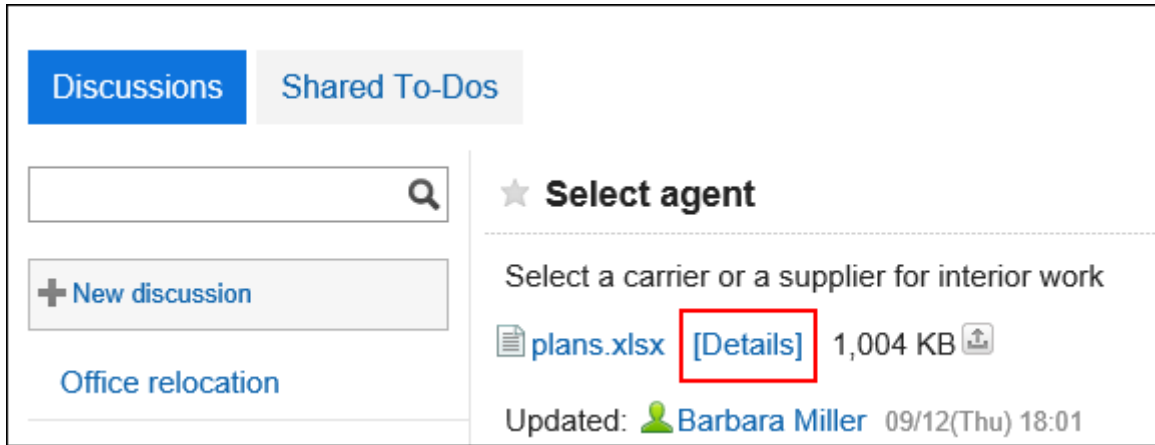 Discussions Shared To-Dos
Select agent
New discussion
Office relocation
Select a carrier or a supplier for interior work
plans.xlsx [Details] 1,004 KB
Updated: Barbara Miller 09/12(Thu) 18:01